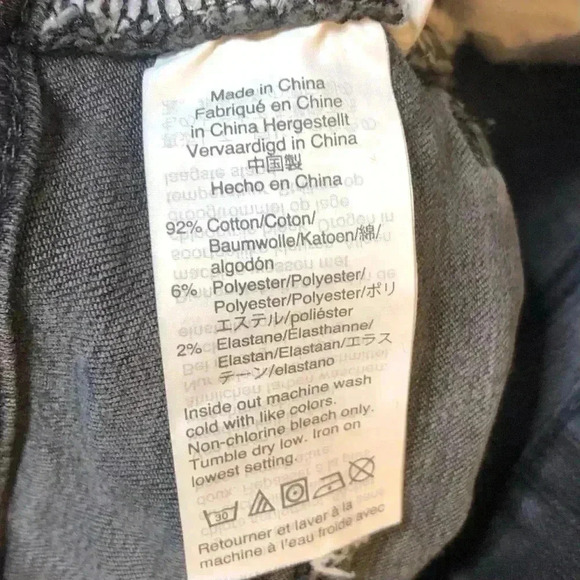 Made in China
Fabriqué en Chine
in China Hergestellt
Vervaardigd in China
中国製
Hecho en China
92% Cotton/Coton/
Baumwolle/Katoen/綿/
algodón
6% Polyester/Polyester/
Polyester/Polyester/ポリ
エステル/poliéster
2% Elastane/Élasthanne/
Elastan/Elastaan/エラス
テーン/elastano
Inside out machine wash
cold with like colors.
Non-chlorine bleach only.
Tumble dry low. Iron on
lowest setting.
30
Retourner et laver à la
machine à l'eau froide avec